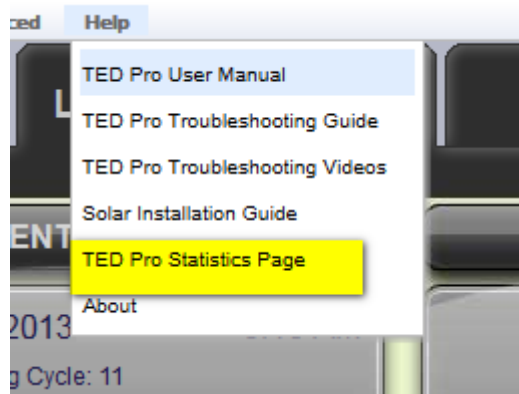 Help
TED Pro User Manual
TED Pro Troubleshooting Guide
TED Pro Troubleshooting Videos
Solar Installation Guide
ENT
TED Pro Statistics Page
About
2013
Cycle: 11